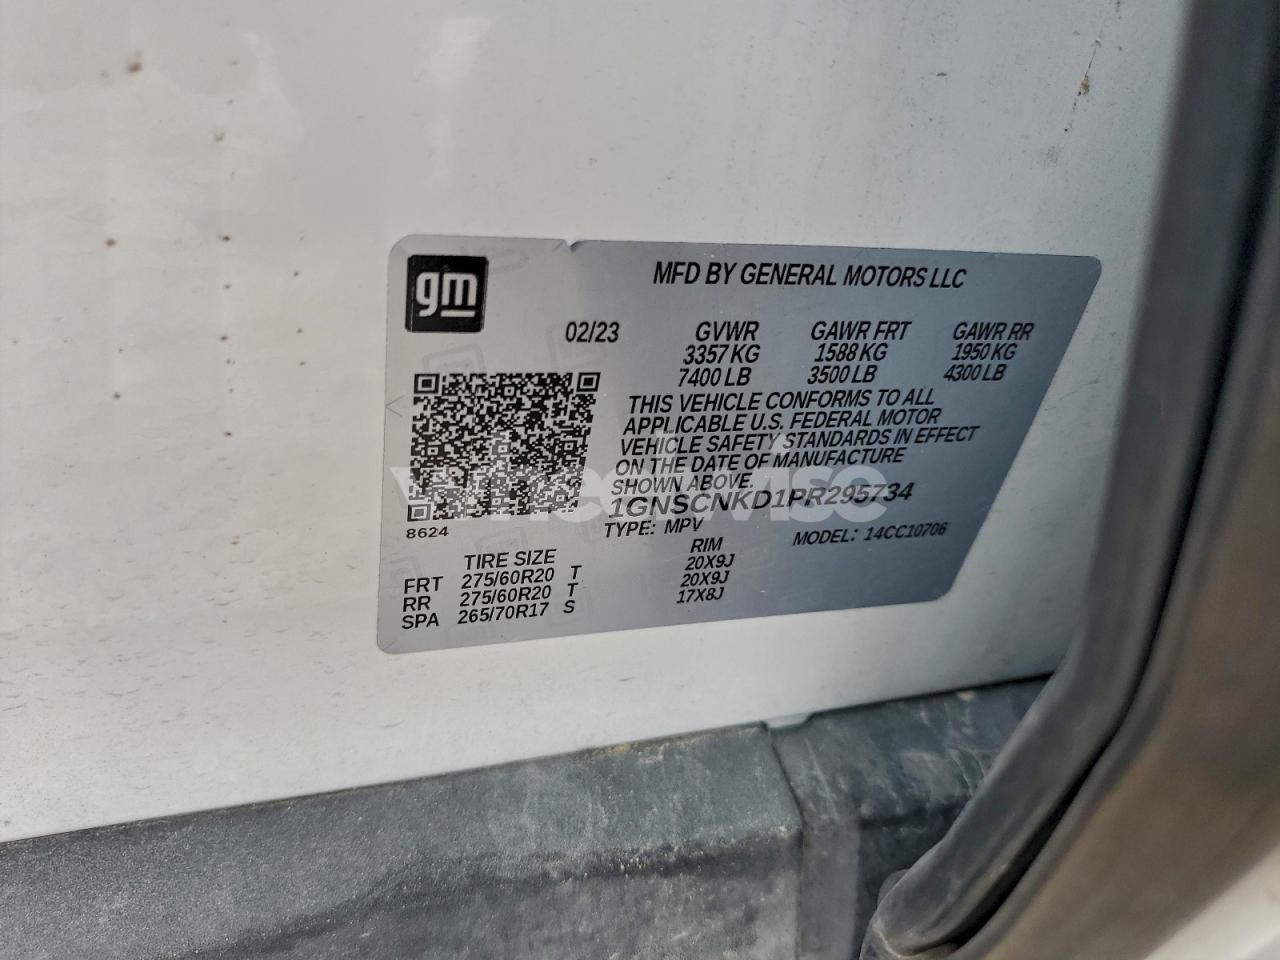 gm
MFD BY GENERAL MOTORS LLC
02/23 GVWR GAWR FRT GAWR RR
3357 KG 1588 KG 1950 KG
7400 LB 3500 LB 4300 LB
THIS VEHICLE CONFORMS TO ALL
APPLICABLE U.S. FEDERAL MOTOR
VEHICLE SAFETY STANDARDS IN EFFECT
ON THE DATE OF MANUFACTURE
SHOWN ABOVE.
1GNSCNKD1PR295734
8624
TYPE: MPV MODEL: 14CC10706
TIRE SIZE RIM
FRT 275/60R20 T 20X9J
RR 275/60R20 T 20X9J
SPA 265/70R17 S 17X8J